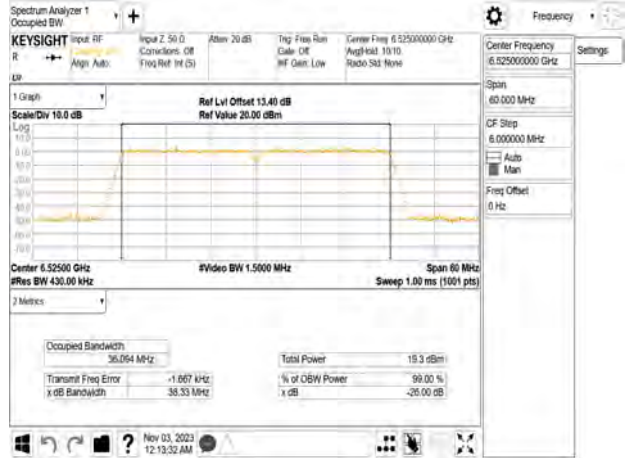 Spectrum Analyzer 1
Occupied BW
+
KEYSIGHT
R
Input: RF
Align: Auto
Input Z: 50 Ω
Corrections: Off
Freq Ref: Int (S)
Atten: 20 dB
Trig: Free Run
Gate: Off
#IF Gain: Low
Center Freq: 6.525000000 GHz
Avg|Hold: 10/10
Radio Std: None
1 Graph
Scale/Div 10.0 dB
Ref Lvl Offset 13.40 dB
Ref Value 20.00 dBm
Log
10.0
0.00
Center 6.52500 GHz
#Video BW 1.5000 MHz
Span 60 MHz
#Res BW 430.00 kHz
Sweep 1.00 ms (1001 pts)
2 Metrics
Occupied Bandwidth
36.094 MHz
Total Power 19.3 dBm
Transmit Freq Error -1.667 kHz
% of OBW Power 99.00 %
x dB Bandwidth 38.33 MHz
x dB -26.00 dB
?
Nov 03, 2023
12:13:32 AM
Frequency
Settings
Center Frequency
6.525000000 GHz
Span
60.000 MHz
CF Step
6.000000 MHz
Auto
Man
Freq Offset
0 Hz